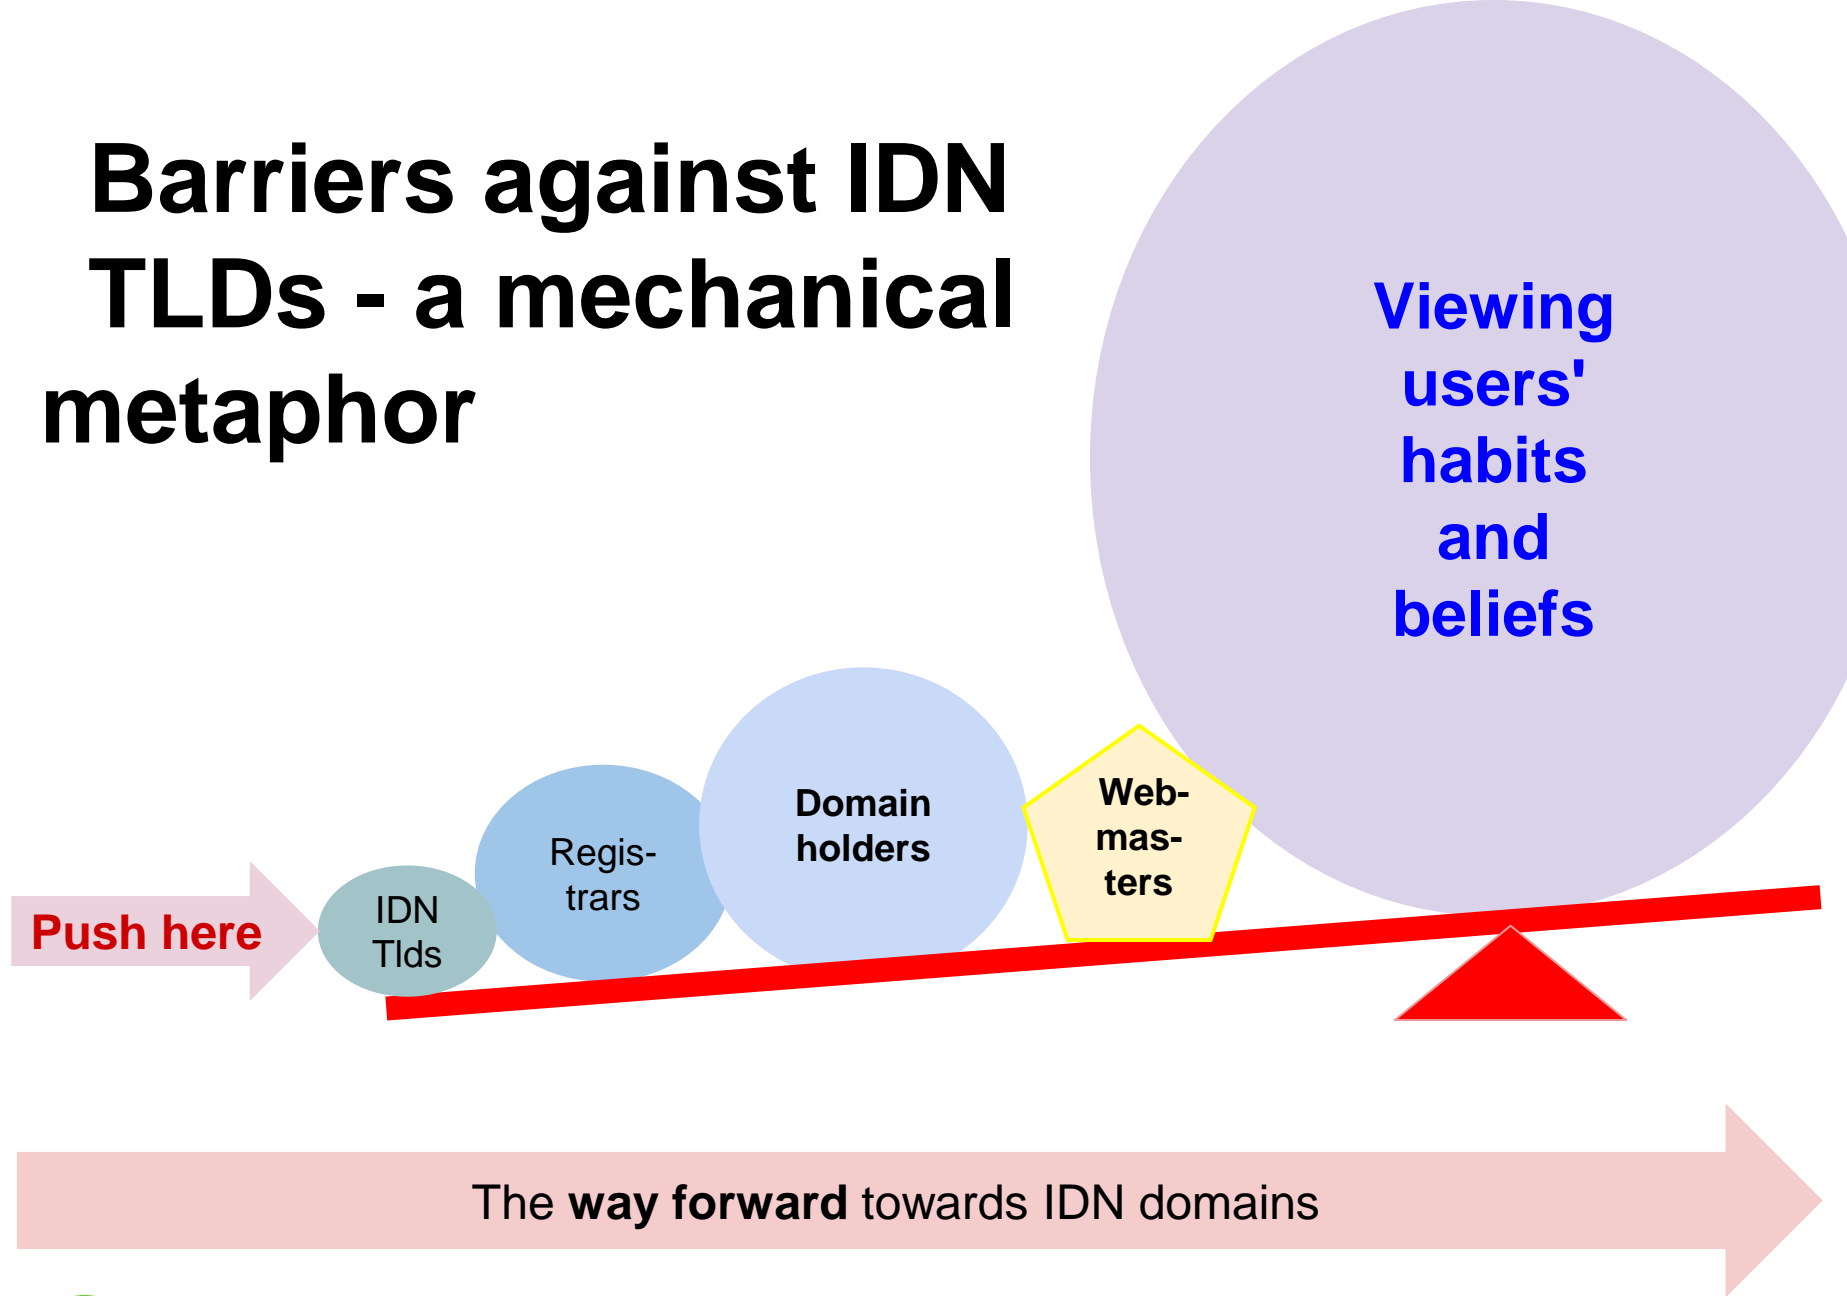 Barriers against IDN
TLDs - a mechanical
metaphor
Viewing
users'
habits
and
beliefs
Push here
IDN
Tlds
Regis-
trars
Domain
holders
Web-
mas-
ters
The way forward towards IDN domains